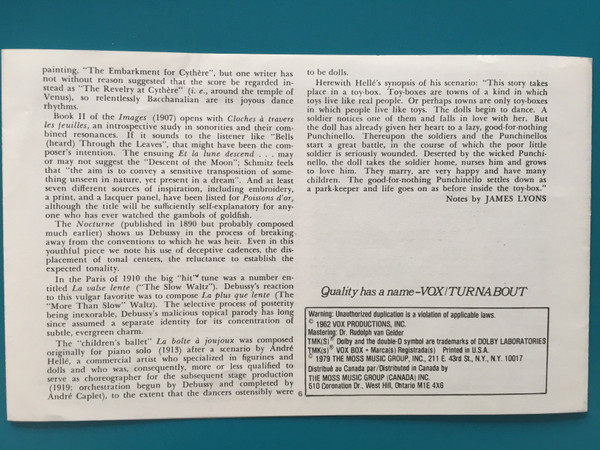 painting, "The Embarkment for Cythère", but one writer has
not without reason suggested that the score be regarded in-
stead as "The Revelry at Cythère" (i. e., around the temple of
Venus), so relentlessly Bacchanalian are its joyous dance
rhythms.
Book II of the Images (1907) opens with Cloches à travers
les feuilles, an introspective study in sonorities and their com-
bined resonances. If it sounds to the listener like "Bells
(heard) Through the Leaves", that might have been the com-
poser's intention. The ensuing Et la lune descend . . . may
or may not suggest the "Descent of the Moon"; Schmitz feels
that "the aim is to convey a sensitive transposition of some-
thing unseen in nature, yet present in a dream". And at least
seven different sources of inspiration, including embroidery,
a print, and a lacquer panel, have been listed for Poissons d'or,
although the title will be sufficiently self-explanatory for any-
one who has ever watched the gambols of goldfish.
The Nocturne (published in 1890 but probably composed
much earlier) shows us Debussy in the process of breaking
away from the conventions to which he was heir. Even in this
youthful piece we note his use of deceptive cadences, the dis-
placement of tonal centers, the reluctance to establish the
expected tonality.
In the Paris of 1910 the big "hit" tune was a number en-
titled La valse lente ("The Slow Waltz"). Debussy's reaction
to this vulgar favorite was to compose La plus que lente (The
"More Than Slow" Waltz). The selective process of posterity
being inexorable, Debussy's malicious topical parody has long
since assumed a separate identity for its concentration of
subtle, evergreen charm.
The "children's ballet" La boîte à joujoux was composed
originally for piano solo (1913) after a scenario by André
Hellé, a commercial artist who specialized in figurines and
dolls and who was, consequently, more or less qualified to
serve as choreographer for the subsequent stage production
(1919; orchestration begun by Debussy and completed by
André Caplet), to the extent that the dancers ostensibly were
to be dolls.
Herewith Hellé's synopsis of his scenario: "This story takes
place in a toy-box. Toy-boxes are towns of a kind in which
toys live like real people. Or perhaps towns are only toy-boxes
in which people live like toys. The dolls begin to dance. A
soldier notices one of them and falls in love with her. But
the doll has already given her heart to a lazy, good-for-nothing
Punchinello. Thereupon the soldiers and the Punchinellos
start a great battle, in the course of which the poor little
soldier is seriously wounded. Deserted by the wicked Punchi-
nello, the doll takes the soldier home, nurses him and grows
to love him. They marry, are very happy and have many
children. The good-for-nothing Punchinello settles down as
a park-keeper and life goes on as before inside the toy-box."
Notes by JAMES LYONS
Quality has a name–VOX/TURNABOUT
Warning: Unauthorized duplication is a violation of applicable laws.
© 1962 VOX PRODUCTIONS, INC.
Mastering: Dr. Rudolph van Gelder
TMK(S)® Dolby and the double-D symbol are trademarks of DOLBY LABORATORIES
TMK(s)® VOX BOX • Marca(s) Registrada(s) Printed in U.S.A.
© 1979 THE MOSS MUSIC GROUP, INC., 211 E. 43rd St., N.Y., N.Y. 10017
Distribué au Canada par/Distributed in Canada by
THE MOSS MUSIC GROUP (CANADA) INC.
510 Coronation Dr., West Hill, Ontario M1E 4X6
6